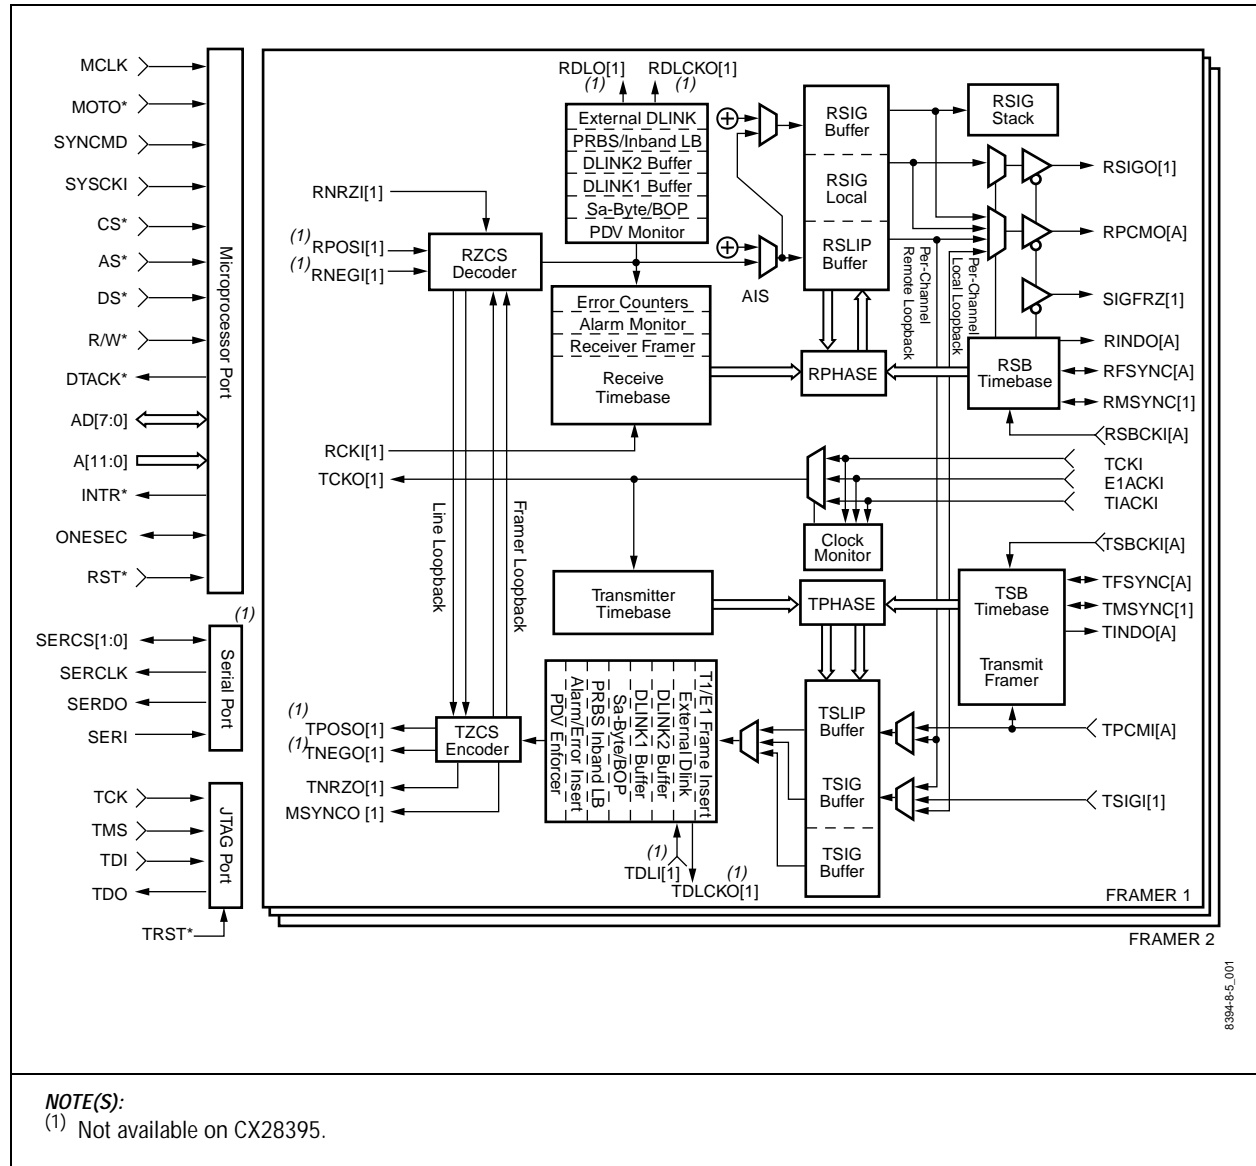 MCLK
MOTO*
SYNCMD
SYSCKI
CS*
AS*
DS*
R/W*
DTACK*
AD[7:0]
A[11:0]
INTR*
ONESEC
RST*
Microprocessor Port
(1)
SERCS[1:0]
SERCLK
SERDO
SERI
Serial Port
TCK
TMS
TDI
TDO
JTAG Port
TRST*
RDLO[1]
(1)
RDLCKO[1]
(1)
External DLINK
PRBS/Inband LB
DLINK2 Buffer
DLINK1 Buffer
Sa-Byte/BOP
PDV Monitor
RNRZI[1]
(1) RPOSI[1]
(1) RNEGI[1]
RZCS
Decoder
Error Counters
Alarm Monitor
Receiver Framer
Receive
Timebase
AIS
RSIG
Buffer
RSIG
Local
RSLIP
Buffer
RSIG
Stack
RSIGO[1]
RPCMO[A]
SIGFRZ[1]
RINDO[A]
RFSYNC[A]
RMSYNC[1]
RSBCKI[A]
Per-Channel
Remote Loopback
Per-Channel
Local Loopback
RPHASE
RSB
Timebase
RCKI[1]
TCKO[1]
TCKI
E1ACKI
TIACKI
Clock
Monitor
Line Loopback
Framer Loopback
Transmitter
Timebase
TPHASE
TSB
Timebase
Transmit
Framer
TSBCKI[A]
TFSYNC[A]
TMSYNC[1]
TINDO[A]
TPCMI[A]
TSIGI[1]
(1)
TPOSO[1]
(1)
TNEGO[1]
TNRZO[1]
MSYNCO [1]
TZCS
Encoder
T1/E1 Frame Insert
External Dlink
DLINK2 Buffer
DLINK1 Buffer
Sa-Byte/BOP
PRBS Inband LB
Alarm/Error Insert
PDV Enforcer
(1)
TDLI[1]
(1)
TDLCKO[1]
TSLIP
Buffer
TSIG
Buffer
TSIG
Buffer
FRAMER 1
FRAMER 2
8394-8-5_001
NOTE(S):
(1) Not available on CX28395.